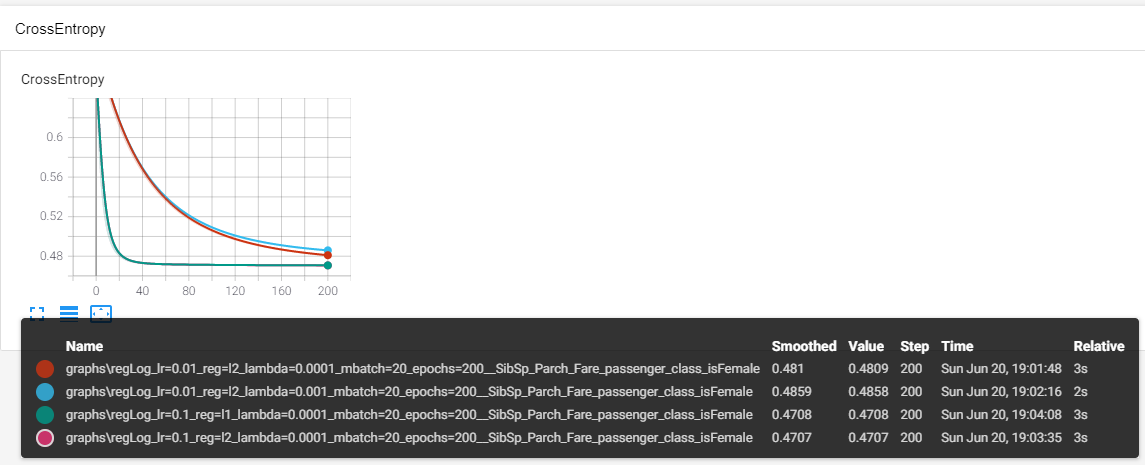 CrossEntropy
CrossEntropy
0.6
0.56
0.52
0.48
0 40 80 120 160 200
Name Smoothed Value Step Time Relative
graphs\regLog_lr=0.01_reg=l2_lambda=0.0001_mbatch=20_epochs=200__SibSp_Parch_Fare_passenger_class_isFemale 0.481 0.4809 200 Sun Jun 20, 19:01:48 3s
graphs\regLog_lr=0.01_reg=l2_lambda=0.001_mbatch=20_epochs=200__SibSp_Parch_Fare_passenger_class_isFemale 0.4859 0.4858 200 Sun Jun 20, 19:02:16 2s
graphs\regLog_lr=0.1_reg=l1_lambda=0.001_mbatch=20_epochs=200__SibSp_Parch_Fare_passenger_class_isFemale 0.4708 0.4708 200 Sun Jun 20, 19:04:08 3s
graphs\regLog_lr=0.1_reg=l2_lambda=0.0001_mbatch=20_epochs=200__SibSp_Parch_Fare_passenger_class_isFemale 0.4707 0.4707 200 Sun Jun 20, 19:03:35 3s